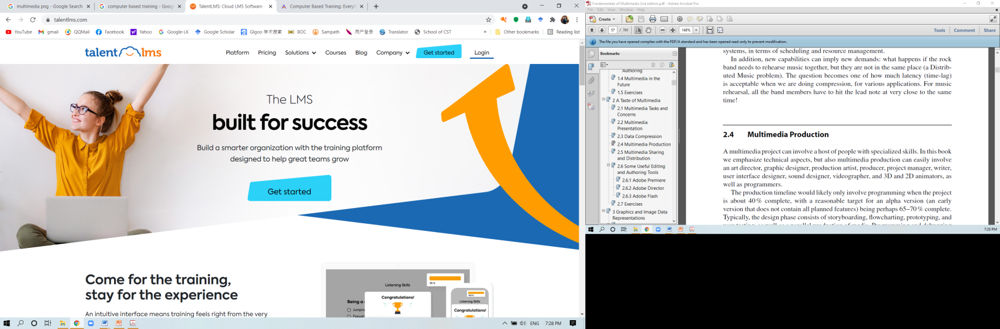 multimedia png - Google Search
computer based training - Googl
TalentLMS: Cloud LMS Software
Computer Based Training: Everyt
talentlms.com
YouTube
gmail
QQMail
Facebook
Yahoo
Google-LK
Google Scholar
Glgoo 学术搜索
BOC
Sampath
用户登录
Translator
School of CST
»
Other bookmarks
Reading list
talent lms
Platform
Pricing
Solutions
Courses
Blog
Company
Get started
Login
The LMS
built for success
Build a smarter organization with the training platform
designed to help great teams grow
Get started
Come for the training,
stay for the experience
An intuitive interface means training feels right from the very
Listening Skills
Congratulations!
Being a
Jumpin
Listening Skills
Congratulations!
ENG
7:28 PM
Fundamentals of Multimedia 2nd edition.pdf - Adobe Acrobat Pro
File Edit View Window Help
Create
57 / 741
148%
Tools
Comment
Share
The file you have opened complies with the PDF/A standard and has been opened read-only to prevent modification.
Bookmarks
Authoring
1.4 Multimedia in the
Future
1.5 Exercises
2 A Taste of Multimedia
2.1 Multimedia Tasks and
Concerns
2.2 Multimedia
Presentation
2.3 Data Compression
2.4 Multimedia Production
2.5 Multimedia Sharing
and Distribution
2.6 Some Useful Editing
and Authoring Tools
2.6.1 Adobe Premiere
2.6.2 Adobe Director
2.6.3 Adobe Flash
2.7 Exercises
3 Graphics and Image Data
Representations
systems, in terms of scheduling and resource management.
In addition, new capabilities can imply new demands: what happens if the rock
band needs to rehearse music together, but they are not in the same place (a Distrib-
uted Music problem). The question becomes one of how much latency (time-lag)
is acceptable when we are doing compression, for various applications. For music
rehearsal, all the band members have to hit the lead note at very close to the same
time!
2.4 Multimedia Production
A multimedia project can involve a host of people with specialized skills. In this book
we emphasize technical aspects, but also multimedia production can easily involve
an art director, graphic designer, production artist, producer, project manager, writer,
user interface designer, sound designer, videographer, and 3D and 2D animators, as
well as programmers.
The production timeline would likely only involve programming when the project
is about 40 % complete, with a reasonable target for an alpha version (an early
version that does not contain all planned features) being perhaps 65–70 % complete.
Typically, the design phase consists of storyboarding, flowcharting, prototyping, and
7:28 PM